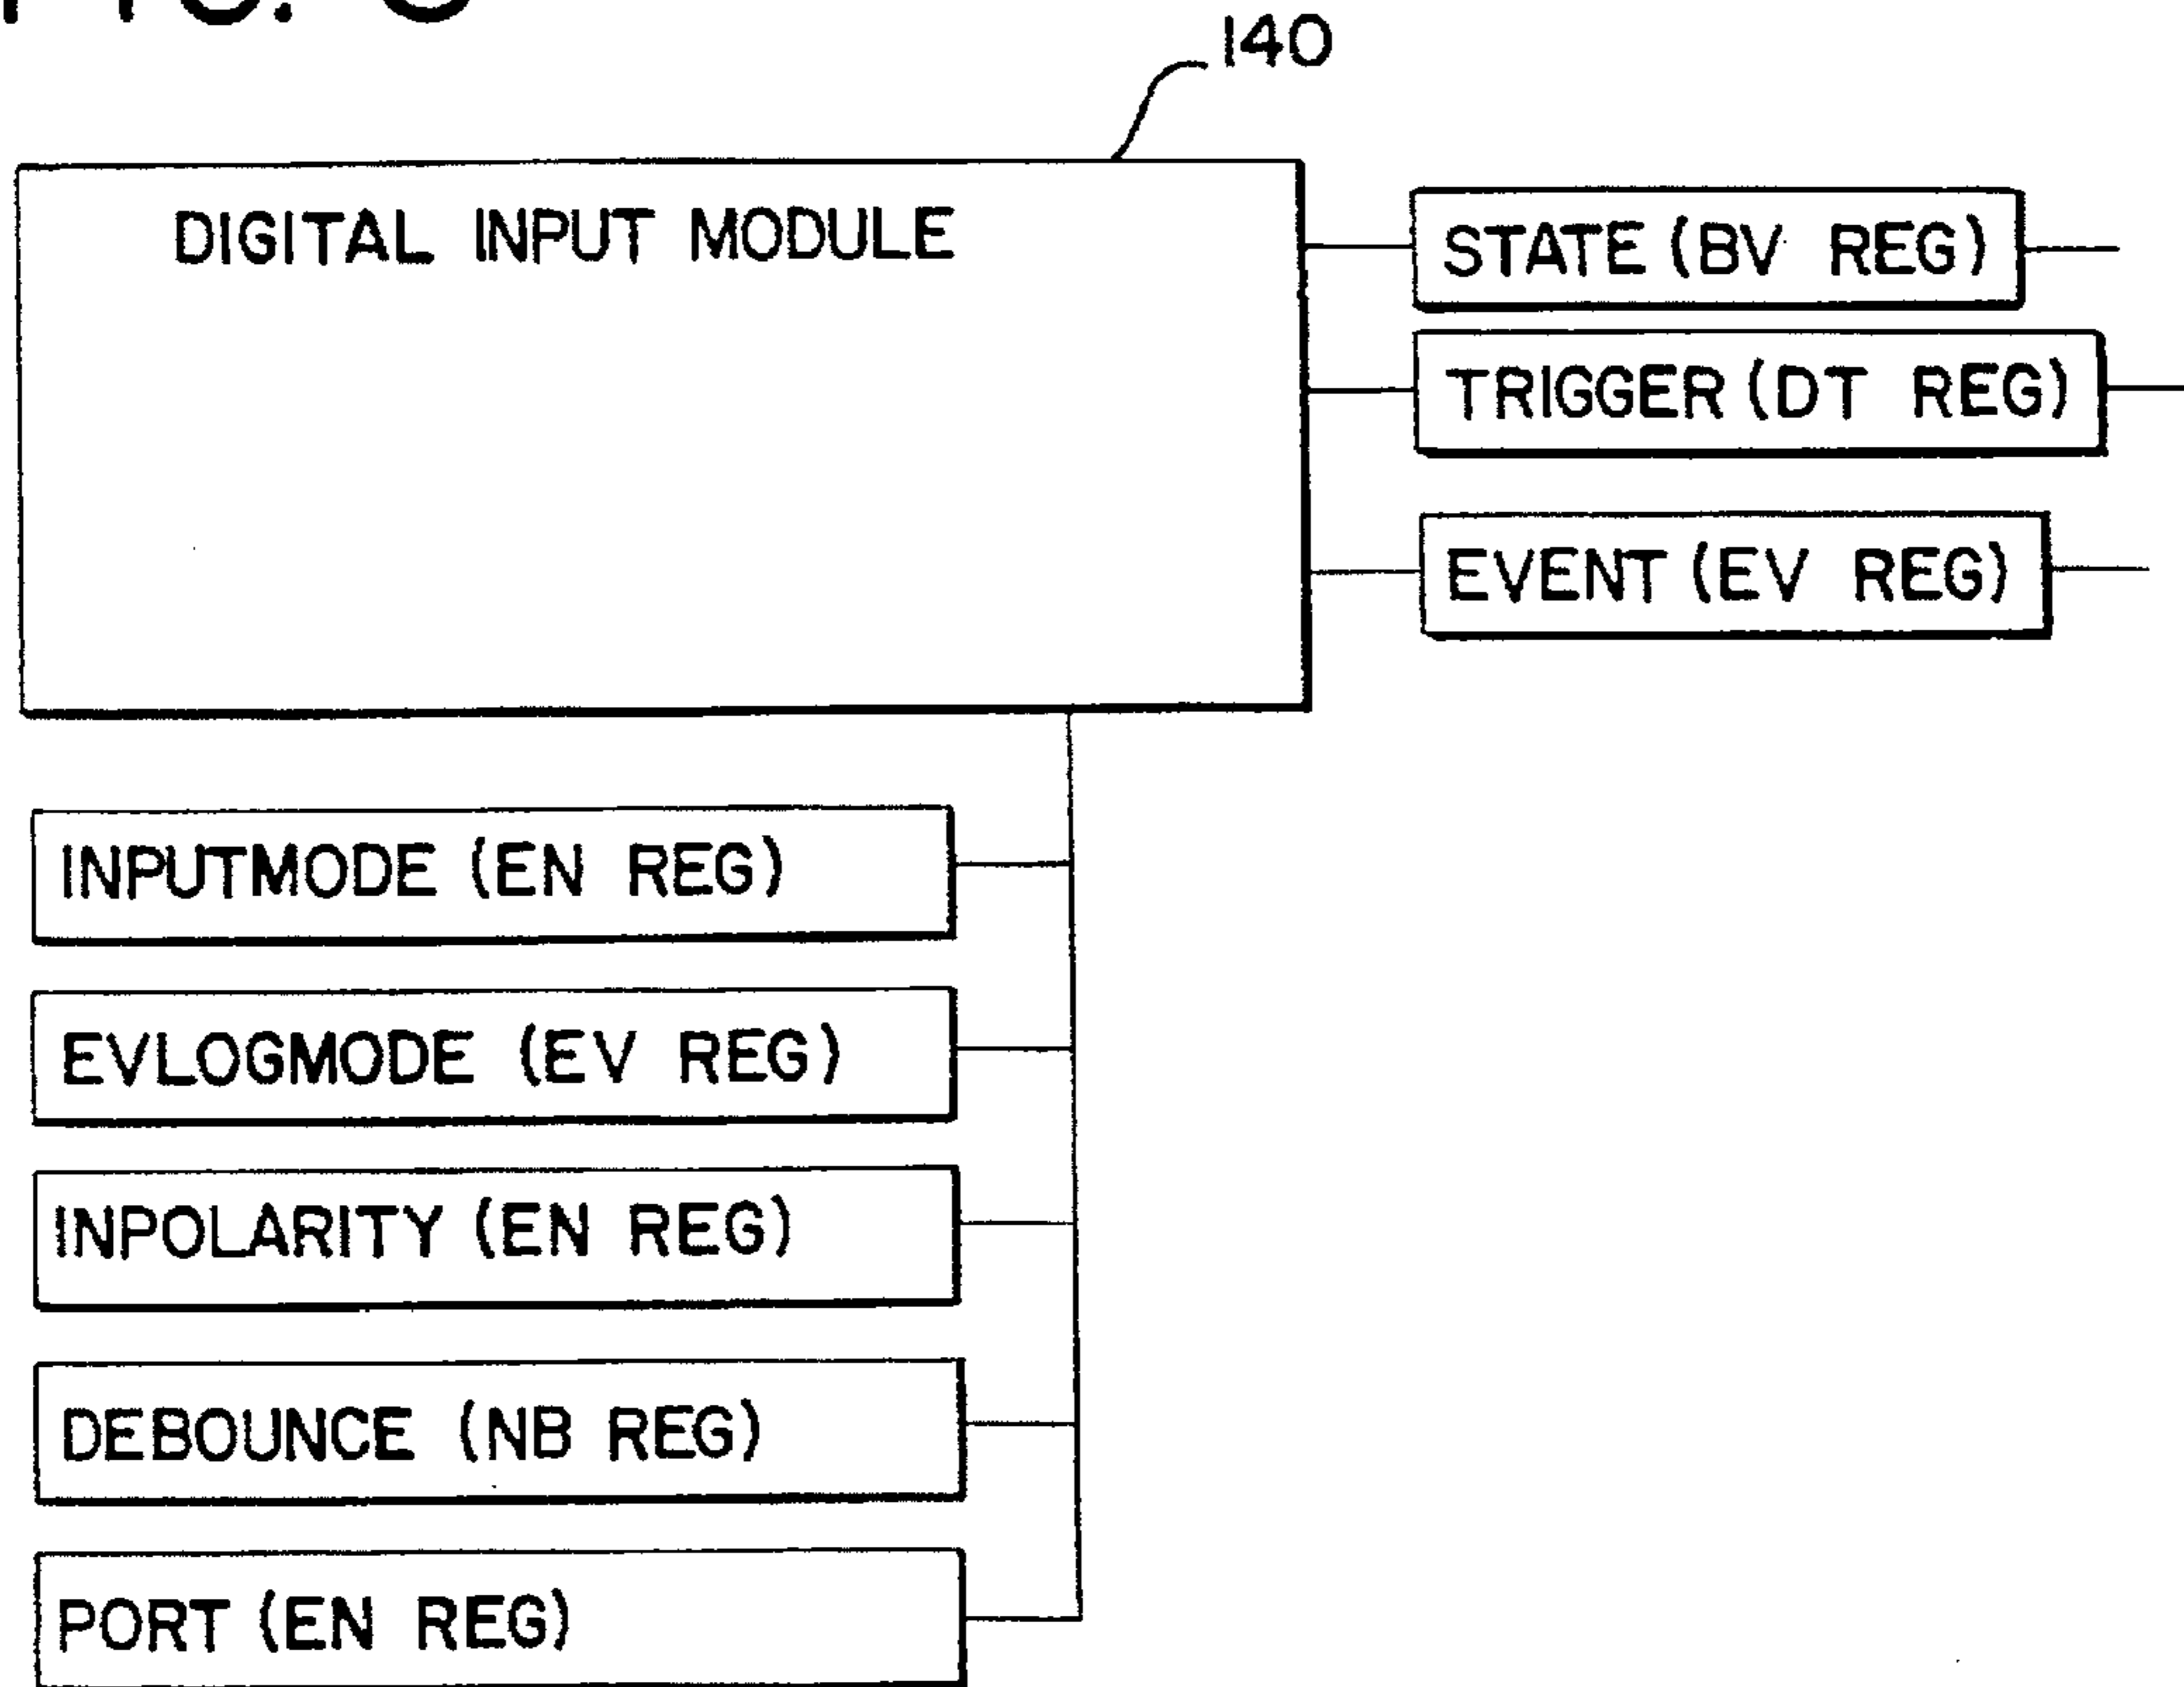 140
DIGITAL INPUT MODULE
STATE (BV REG)
TRIGGER (DT REG)
EVENT (EV REG)
INPUTMODE (EN REG)
EVLOGMODE (EV REG)
INPOLARITY (EN REG)
DEBOUNCE (NB REG)
PORT (EN REG)